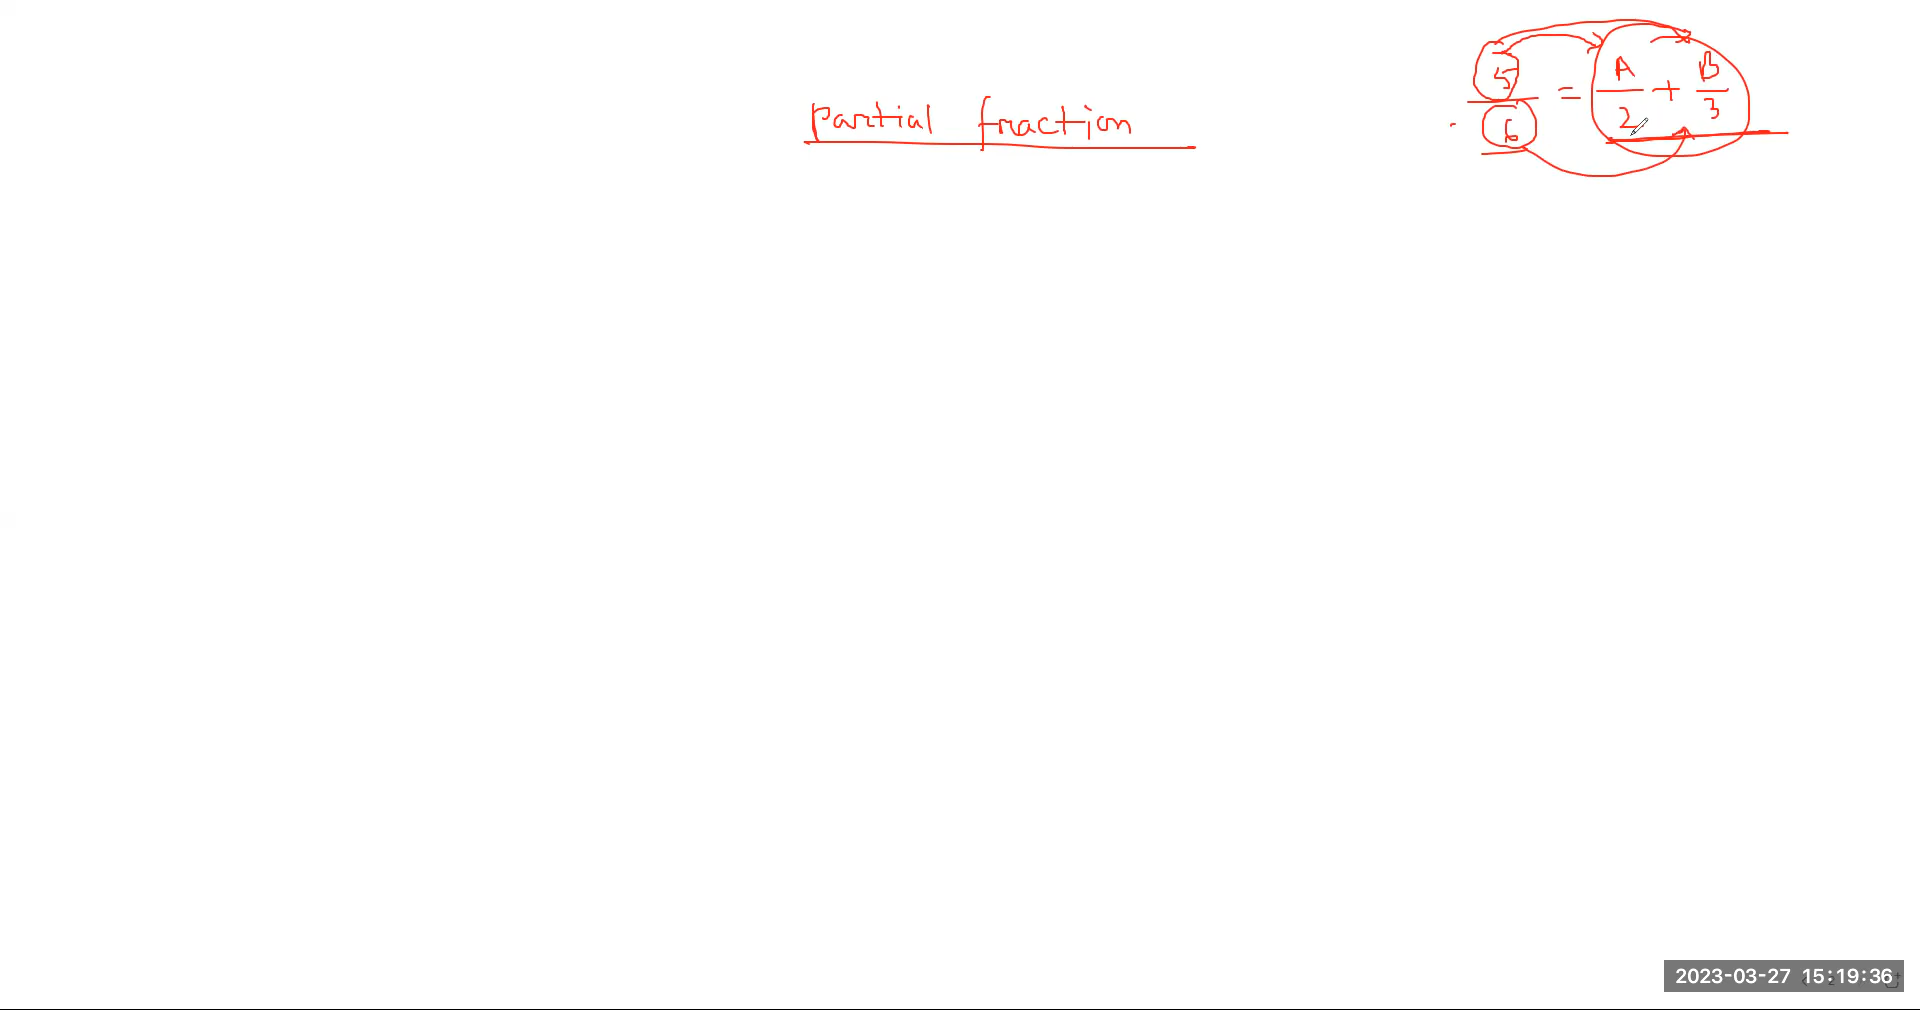 Partial fraction
5/6 = A/2 + B/3
2023-03-27 15:19:36